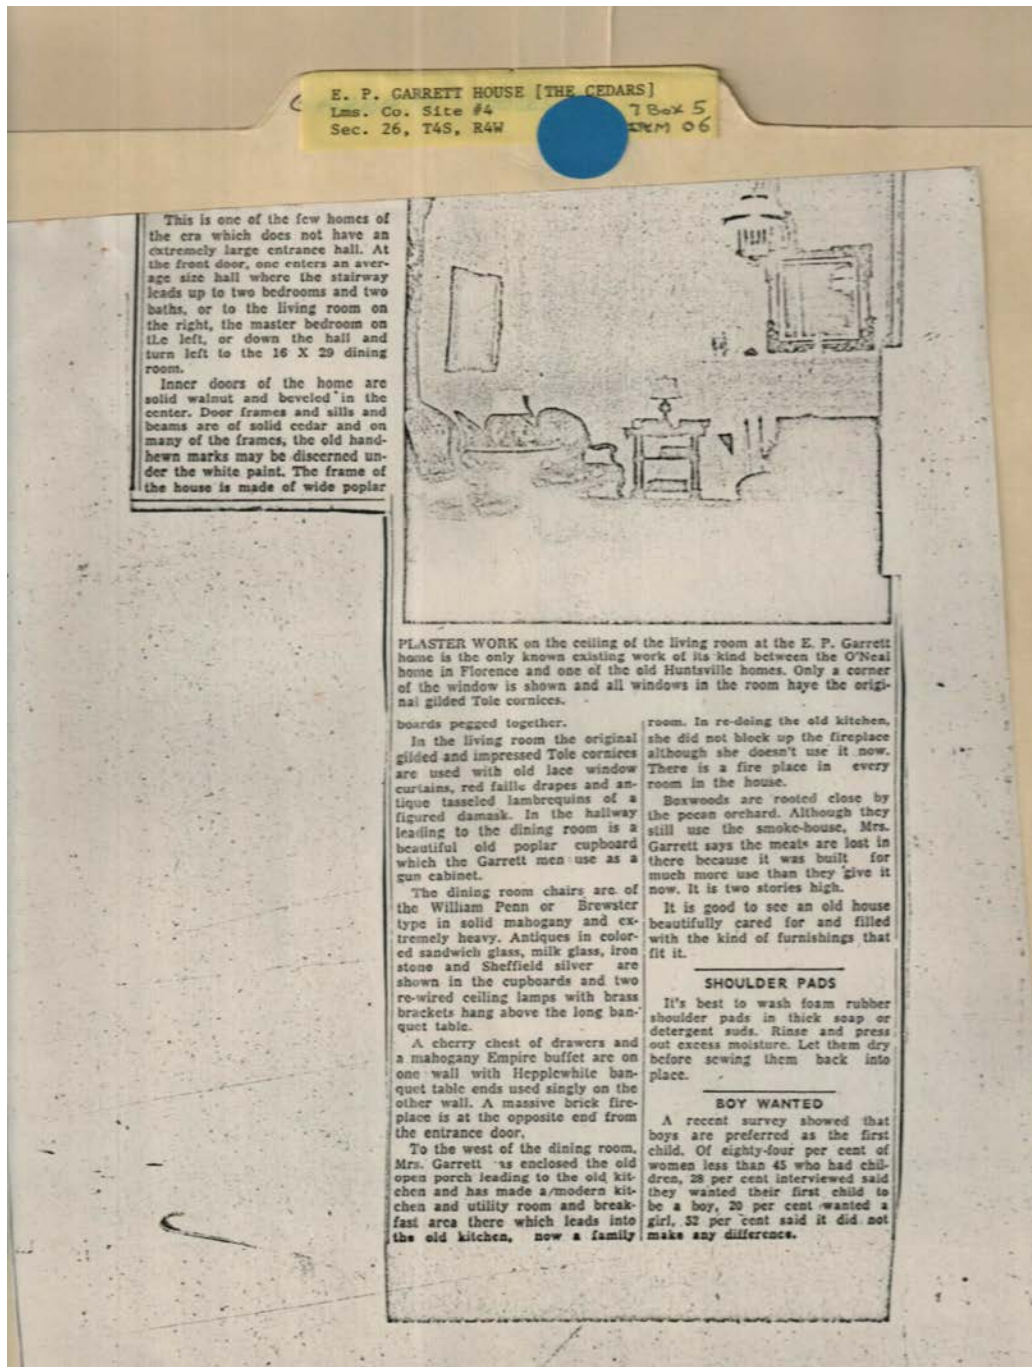 E. P. GARRETT HOUSE [THE CEDARS]
Lms. Co. Site #4
7 Box 5
Sec. 26, T4S, R4W
ITEM 06
This is one of the few homes of
the era which does not have an
extremely large entrance hall. At
the front door, one enters an aver-
age size hall where the stairway
leads up to two bedrooms and two
baths, or to the living room on
the right, the master bedroom on
the left, or down the hall and
turn left to the 16 X 29 dining
room.
Inner doors of the home are
solid walnut and beveled in the
center. Door frames and sills and
beams are of solid cedar and on
many of the frames, the old hand-
hewn marks may be discerned un-
der the white paint. The frame of
the house is made of wide poplar
PLASTER WORK on the ceiling of the living room at the E. P. Garrett
home is the only known existing work of its kind between the O'Neal
home in Florence and one of the old Huntsville homes. Only a corner
of the window is shown and all windows in the room have the origi-
nal gilded Tole cornices.
boards pegged together.
In the living room the original
gilded and impressed Tole cornices
are used with old lace window
curtains, red faille drapes and an-
tique tasseled lambrequins of a
figured damask. In the hallway
leading to the dining room is a
beautiful old poplar cupboard
which the Garrett men use as a
gun cabinet.
The dining room chairs are of
the William Penn or Brewster
type in solid mahogany and ex-
tremely heavy. Antiques in color-
ed sandwich glass, milk glass, iron
stone and Sheffield silver are
shown in the cupboards and two
re-wired ceiling lamps with brass
brackets hang above the long ban-
quet table.
A cherry chest of drawers and
a mahogany Empire buffet are on
one wall with Hepplewhite ban-
quet table ends used singly on the
other wall. A massive brick fire-
place is at the opposite end from
the entrance door.
To the west of the dining room,
Mrs. Garrett as enclosed the old
open porch leading to the old kit-
chen and has made a modern kit-
chen and utility room and break-
fast area there which leads into
the old kitchen, now a family
room. In re-doing the old kitchen,
she did not block up the fireplace
although she doesn't use it now.
There is a fire place in every
room in the house.
Boxwoods are rooted close by
the pecan orchard. Although they
still use the smoke-house, Mrs.
Garrett says the meats are lost in
there because it was built for
much more use than they give it
now. It is two stories high.
It is good to see an old house
beautifully cared for and filled
with the kind of furnishings that
fit it.
SHOULDER PADS
It's best to wash foam rubber
shoulder pads in thick soap or
detergent suds. Rinse and press
out excess moisture. Let them dry
before sewing them back into
place.
BOY WANTED
A recent survey showed that
boys are preferred as the first
child. Of eighty-four per cent of
women less than 45 who had chil-
dren, 28 per cent interviewed said
they wanted their first child to
be a boy, 20 per cent wanted a
girl, 52 per cent said it did not
make any difference.